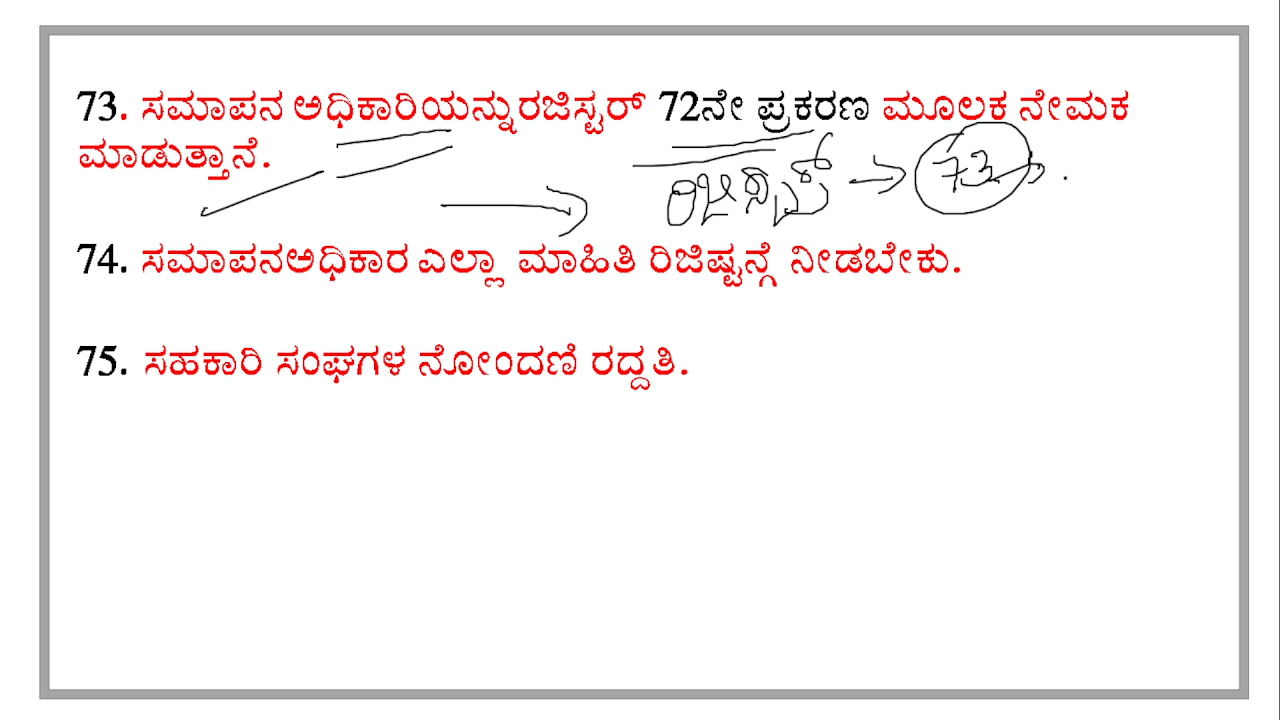 73. ಸಮಾಪನ ಅಧಿಕಾರಿಯನ್ನುರಜಿಸ್ಟರ್ 72ನೇ ಪ್ರಕರಣ ಮೂಲಕ ನೇಮಕ
ಮಾಡುತ್ತಾನೆ.
73
74. ಸಮಾಪನಅಧಿಕಾರ ಎಲ್ಲಾ ಮಾಹಿತಿ ರಿಜಿಷ್ಟನ್ಗೆ ನೀಡಬೇಕು.
75. ಸಹಕಾರಿ ಸಂಘಗಳ ನೋಂದಣಿ ರದ್ದತಿ.